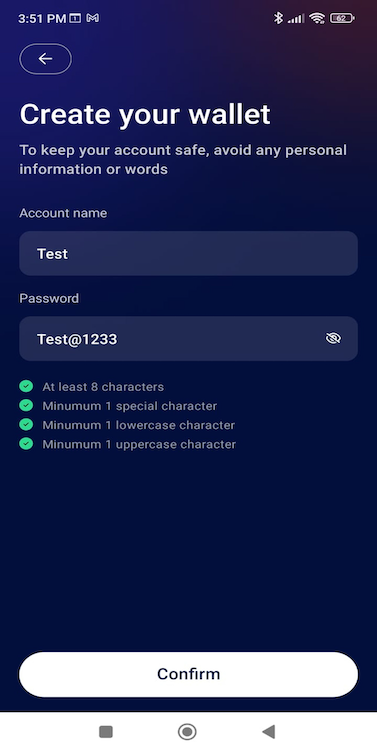 3:51 PM
62
Create your wallet
To keep your account safe, avoid any personal
information or words
Account name
Test
Password
Test@1233
At least 8 characters
Minumum 1 special character
Minumum 1 lowercase character
Minumum 1 uppercase character
Confirm